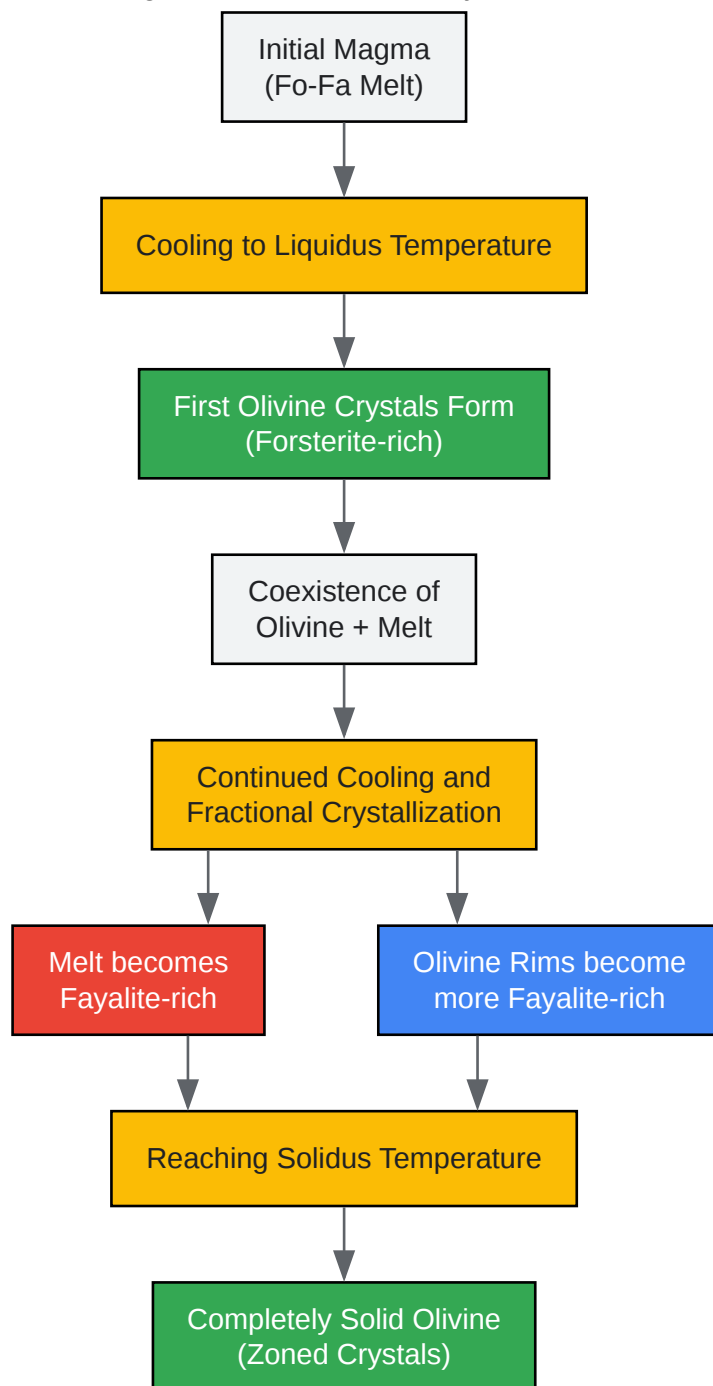 Initial Magma
(Fo-Fa Melt)
Cooling to Liquidus Temperature
First Olivine Crystals Form
(Forsterite-rich)
Coexistence of
Olivine + Melt
Continued Cooling and
Fractional Crystallization
Melt becomes
Fayalite-rich
Olivine Rims become
more Fayalite-rich
Reaching Solidus Temperature
Completely Solid Olivine
(Zoned Crystals)